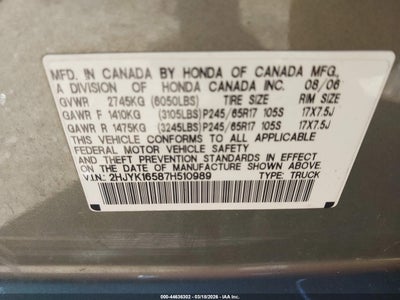 MFD. IN CANADA BY HONDA OF CANADA MFG.,
A DIVISION OF HONDA CANADA INC. 08/06
GVWR 2745KG (6050LBS) TIRE SIZE RIM SIZE
GAWR F 1410KG (3105LBS) P245/65R17 105S 17X7.5J
GAWR R 1475KG (3245LBS) P245/65R17 105S 17X7.5J
THIS VEHICLE CONFORMS TO ALL APPLICABLE
FEDERAL MOTOR VEHICLE SAFETY AND THEFT
PREVENTION STANDARDS IN EFFECT ON THE
DATE OF MANUFACTURE SHOWN ABOVE.
V.I.N.: 2HJYK16587H510989 TYPE: TRUCK
000-44636302 - 03/18/2026 - IAA Inc.